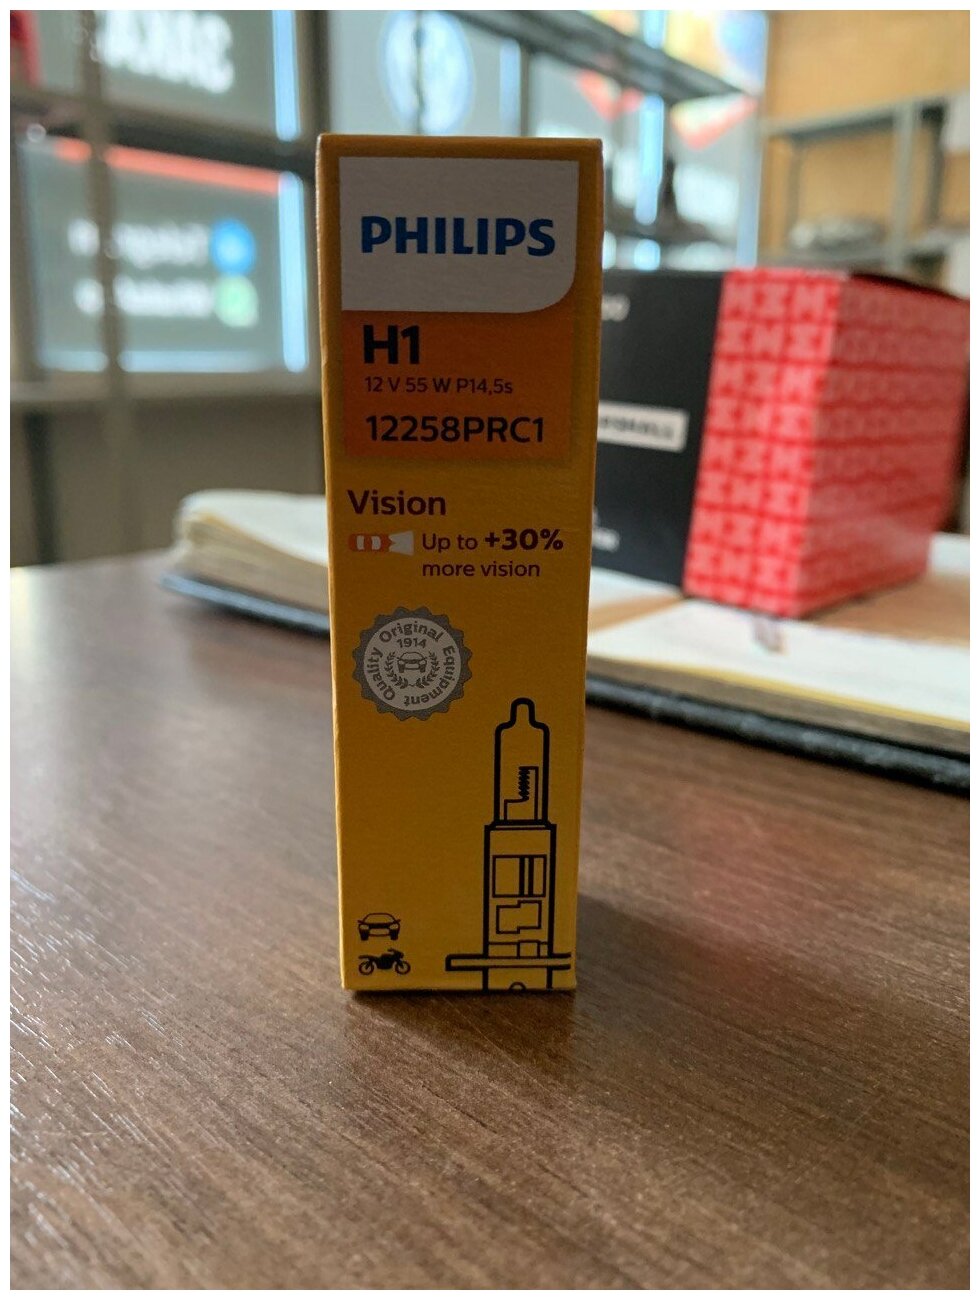 PHILIPS
H1
12 V 55 W P14,5s
12258PRC1
Vision
Up to +30%
more vision
Quality Original Equipment
1914